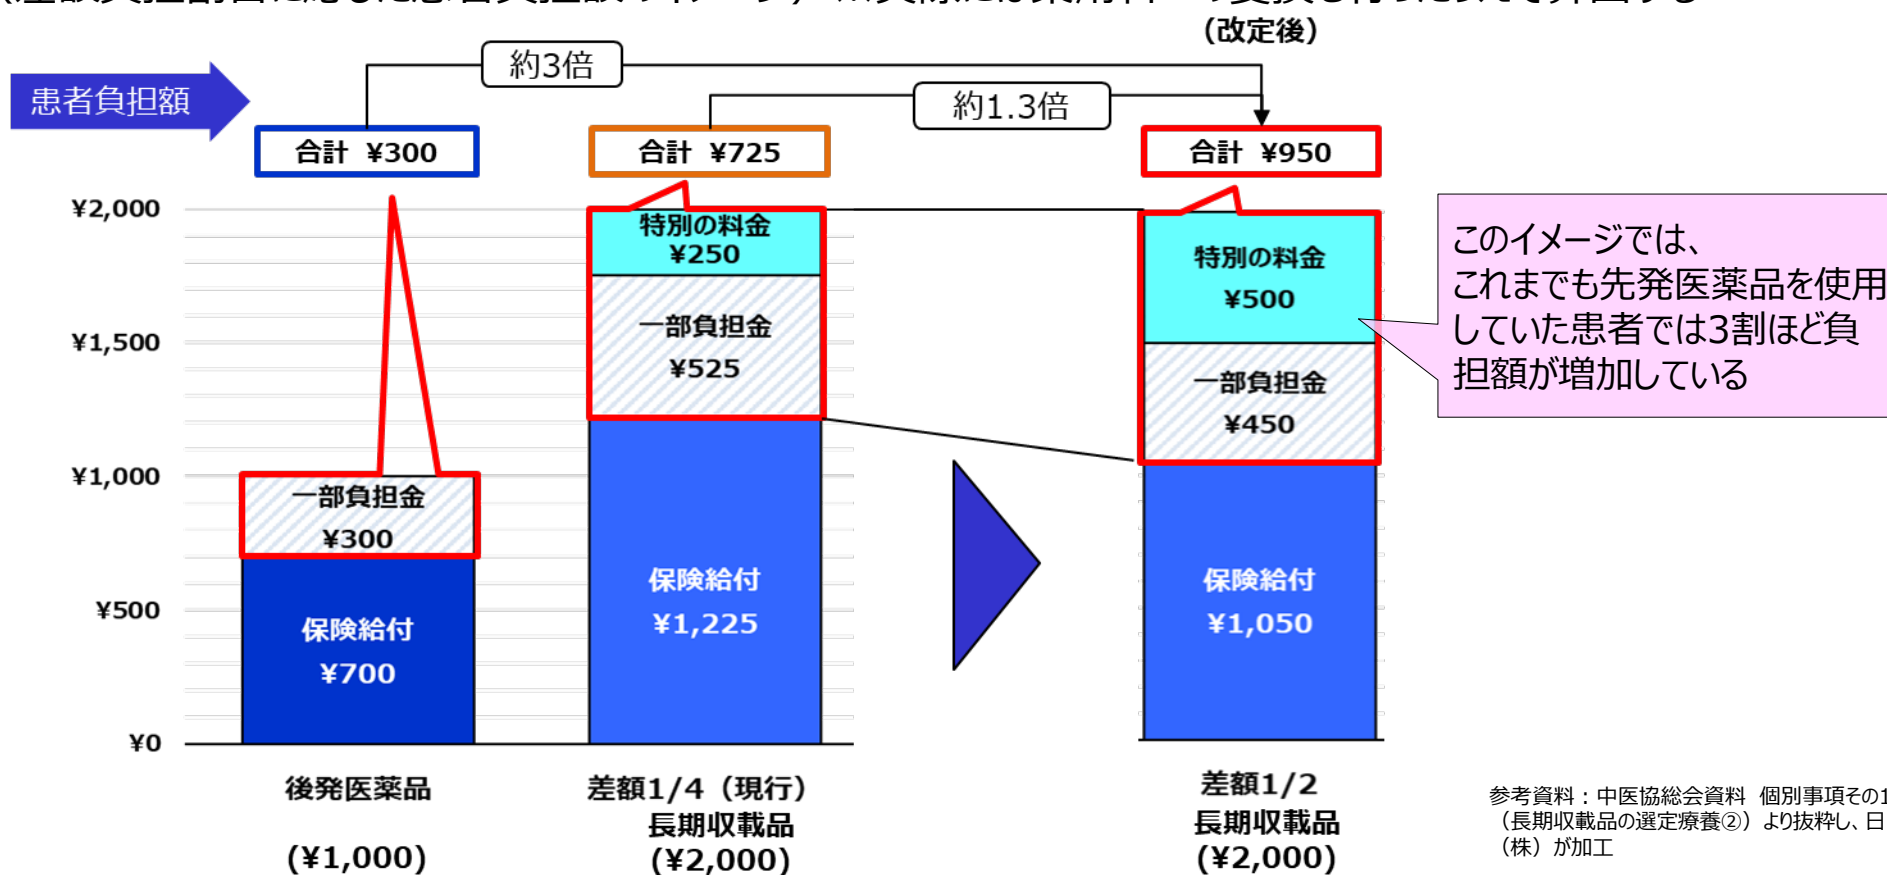 (改定後)
患者負担額
約3倍
約1.3倍
合計 ¥300
合計 ¥725
合計 ¥950
¥2,000
¥1,500
¥1,000
¥500
¥0
一部負担金
¥300
保険給付
¥700
特別の料金
¥250
一部負担金
¥525
保険給付
¥1,225
特別の料金
¥500
一部負担金
¥450
保険給付
¥1,050
このイメージでは、
これまでも先発医薬品を使用
していた患者では3割ほど負
担額が増加している
後発医薬品
(¥1,000)
差額1/4(現行)
長期収載品
(¥2,000)
差額1/2
長期収載品
(¥2,000)
参考資料:中医協総会資料 個別事項その1
(長期収載品の選定療養②)より抜粋し、日
(株)が加工